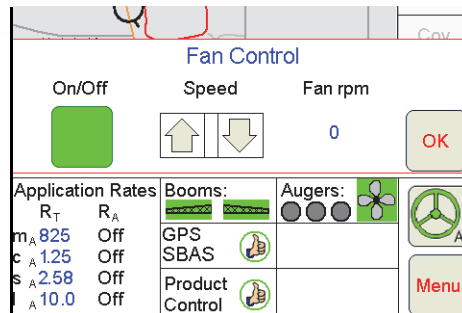 Cov
Fan Control
On/Off Speed Fan rpm
0
OK
Application Rates Booms: Augers:
RT RA
mA 825 Off GPS
cA 1.25 Off SBAS
A
sA 2.58 Off Product
A 10.0 Off Control
Menu